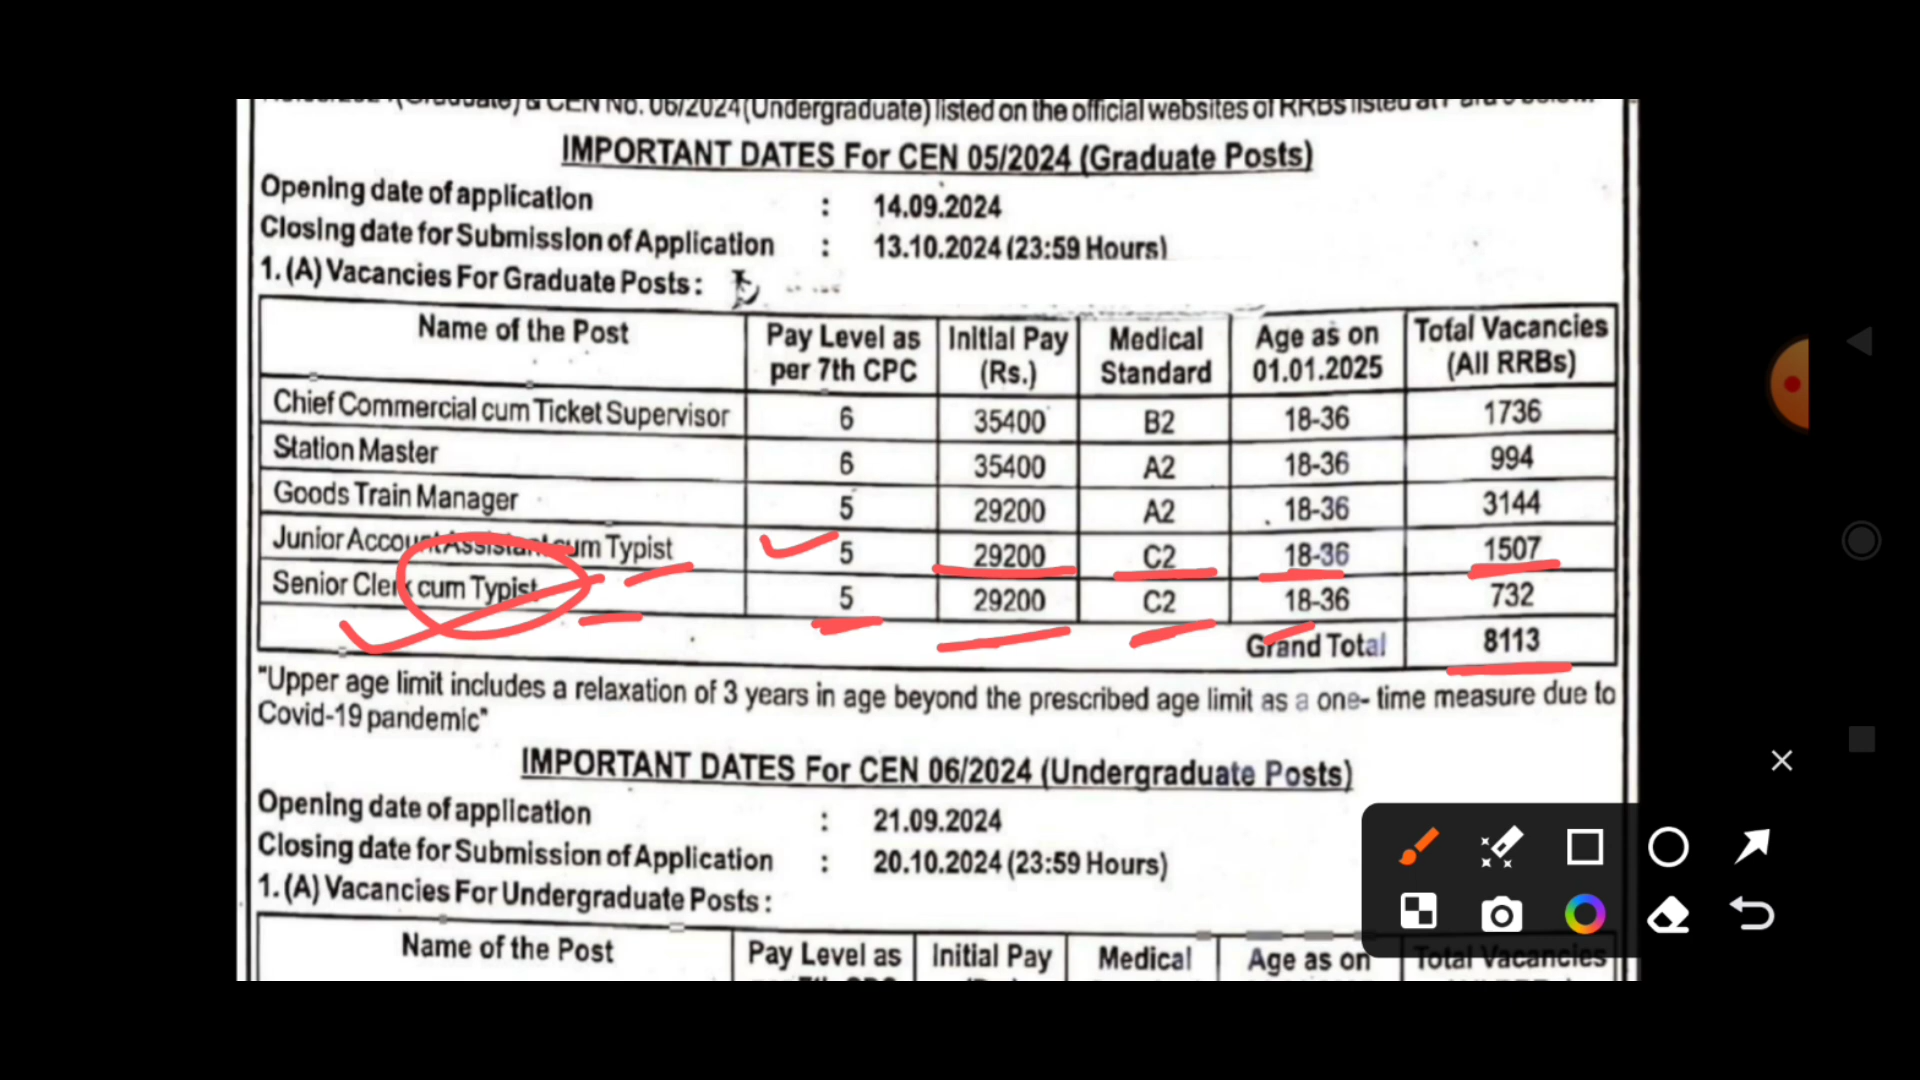 (Graduate) & CEN No. 06/2024 (Undergraduate) listed on the official websites of RRBs listed at Para 5 below.
IMPORTANT DATES For CEN 05/2024 (Graduate Posts)
Opening date of application : 14.09.2024
Closing date for Submission of Application : 13.10.2024 (23:59 Hours)
1. (A) Vacancies For Graduate Posts :
Name of the Post Pay Level as per 7th CPC Initial Pay (Rs.) Medical Standard Age as on 01.01.2025 Total Vacancies (All RRBs)
Chief Commercial cum Ticket Supervisor 6 35400 B2 18-36 1736
Station Master 6 35400 A2 18-36 994
Goods Train Manager 5 29200 A2 18-36 3144
Junior Account Assistant cum Typist 5 29200 C2 18-36 1507
Senior Clerk cum Typist 5 29200 C2 18-36 732
Grand Total 8113
"Upper age limit includes a relaxation of 3 years in age beyond the prescribed age limit as a one- time measure due to
Covid-19 pandemic"
IMPORTANT DATES For CEN 06/2024 (Undergraduate Posts)
Opening date of application : 21.09.2024
Closing date for Submission of Application : 20.10.2024 (23:59 Hours)
1. (A) Vacancies For Undergraduate Posts :
Name of the Post Pay Level as Initial Pay Medical Age as on Total Vacancies